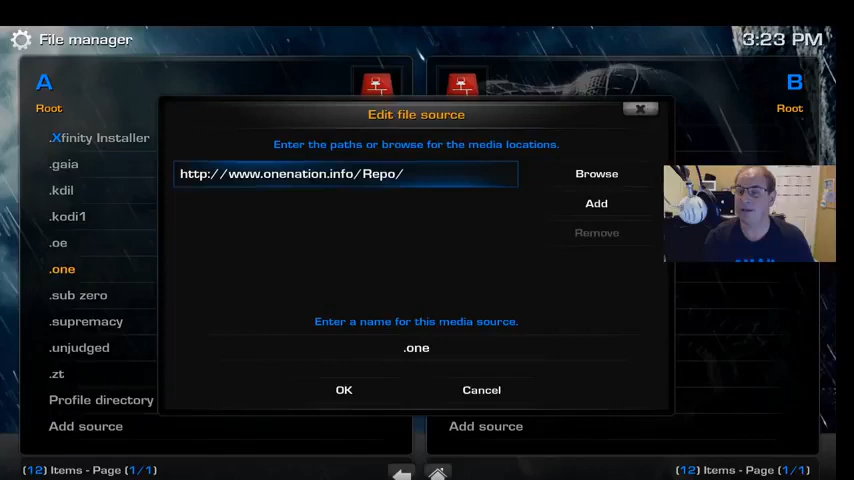 File manager
3:23 PM
A
B
Root
Root
.Xfinity Installer
.gaia
.kdil
.kodi1
.oe
.one
.sub zero
.supremacy
.unjudged
.zt
Profile directory
Add source
Edit file source
Enter the paths or browse for the media locations.
http://www.onenation.info/Repo/
Browse
Add
Remove
Enter a name for this media source.
.one
OK
Cancel
Add source
(12) Items - Page (1/1)
(12) Items - Page (1/1)